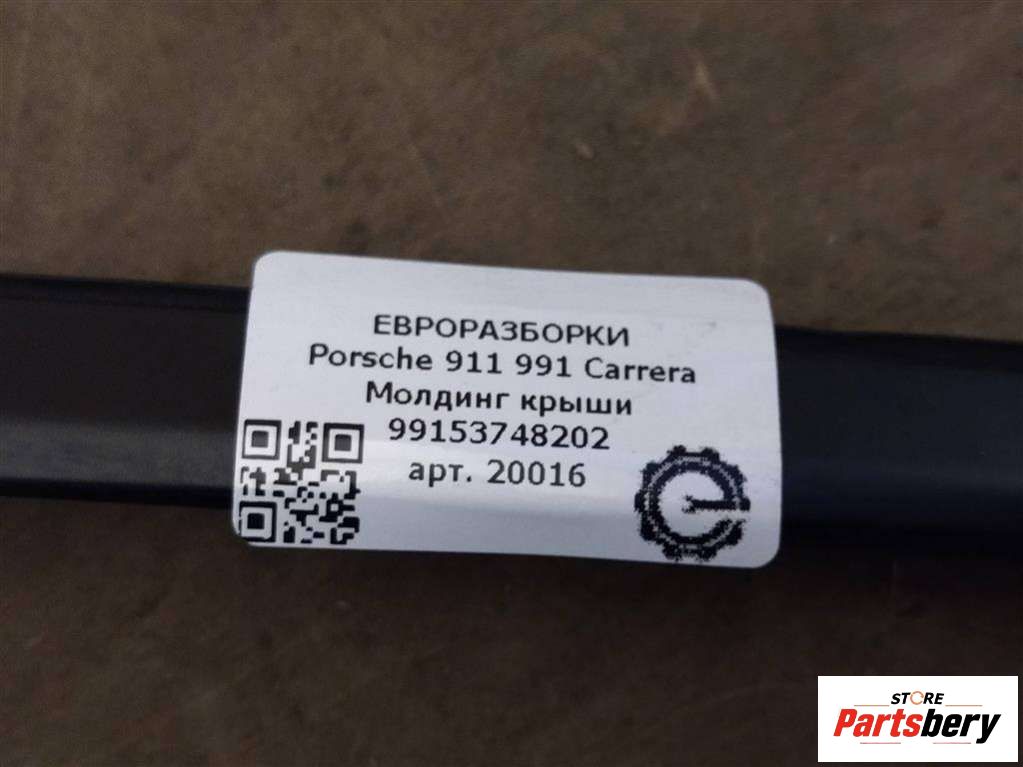 ЕВРОРАЗБОРКИ
Porsche 911 991 Carrera
Молдинг крыши
99153748202
арт. 20016
STORE
Partsbery